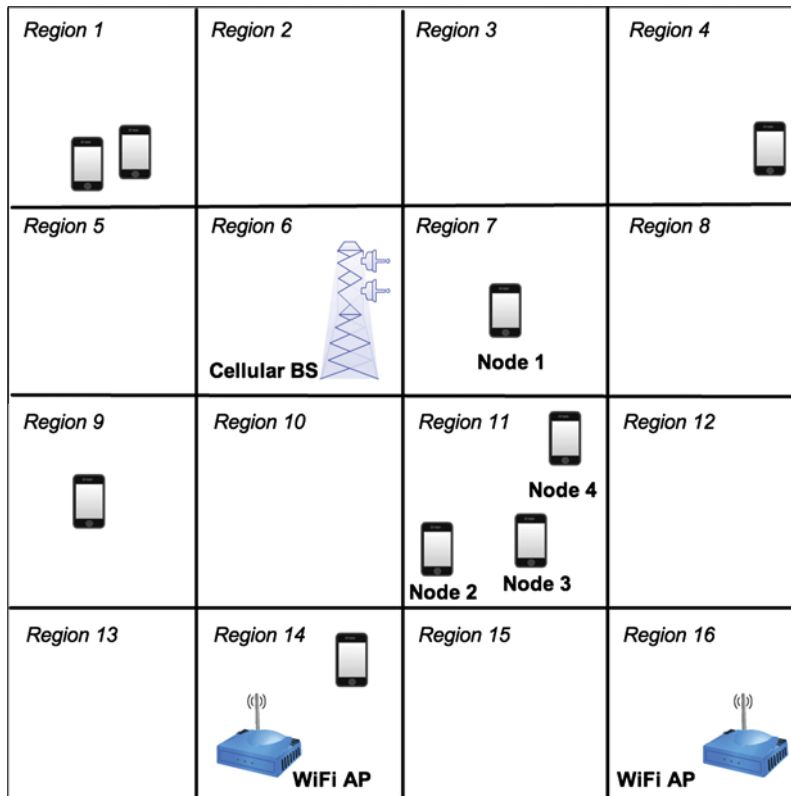 Region 1
Region 2
Region 3
Region 4
Region 5
Region 6
Region 7
Region 8
Cellular BS
Node 1
Region 9
Region 10
Region 11
Region 12
Node 4
Node 2
Node 3
Region 13
Region 14
Region 15
Region 16
WiFi AP
WiFi AP